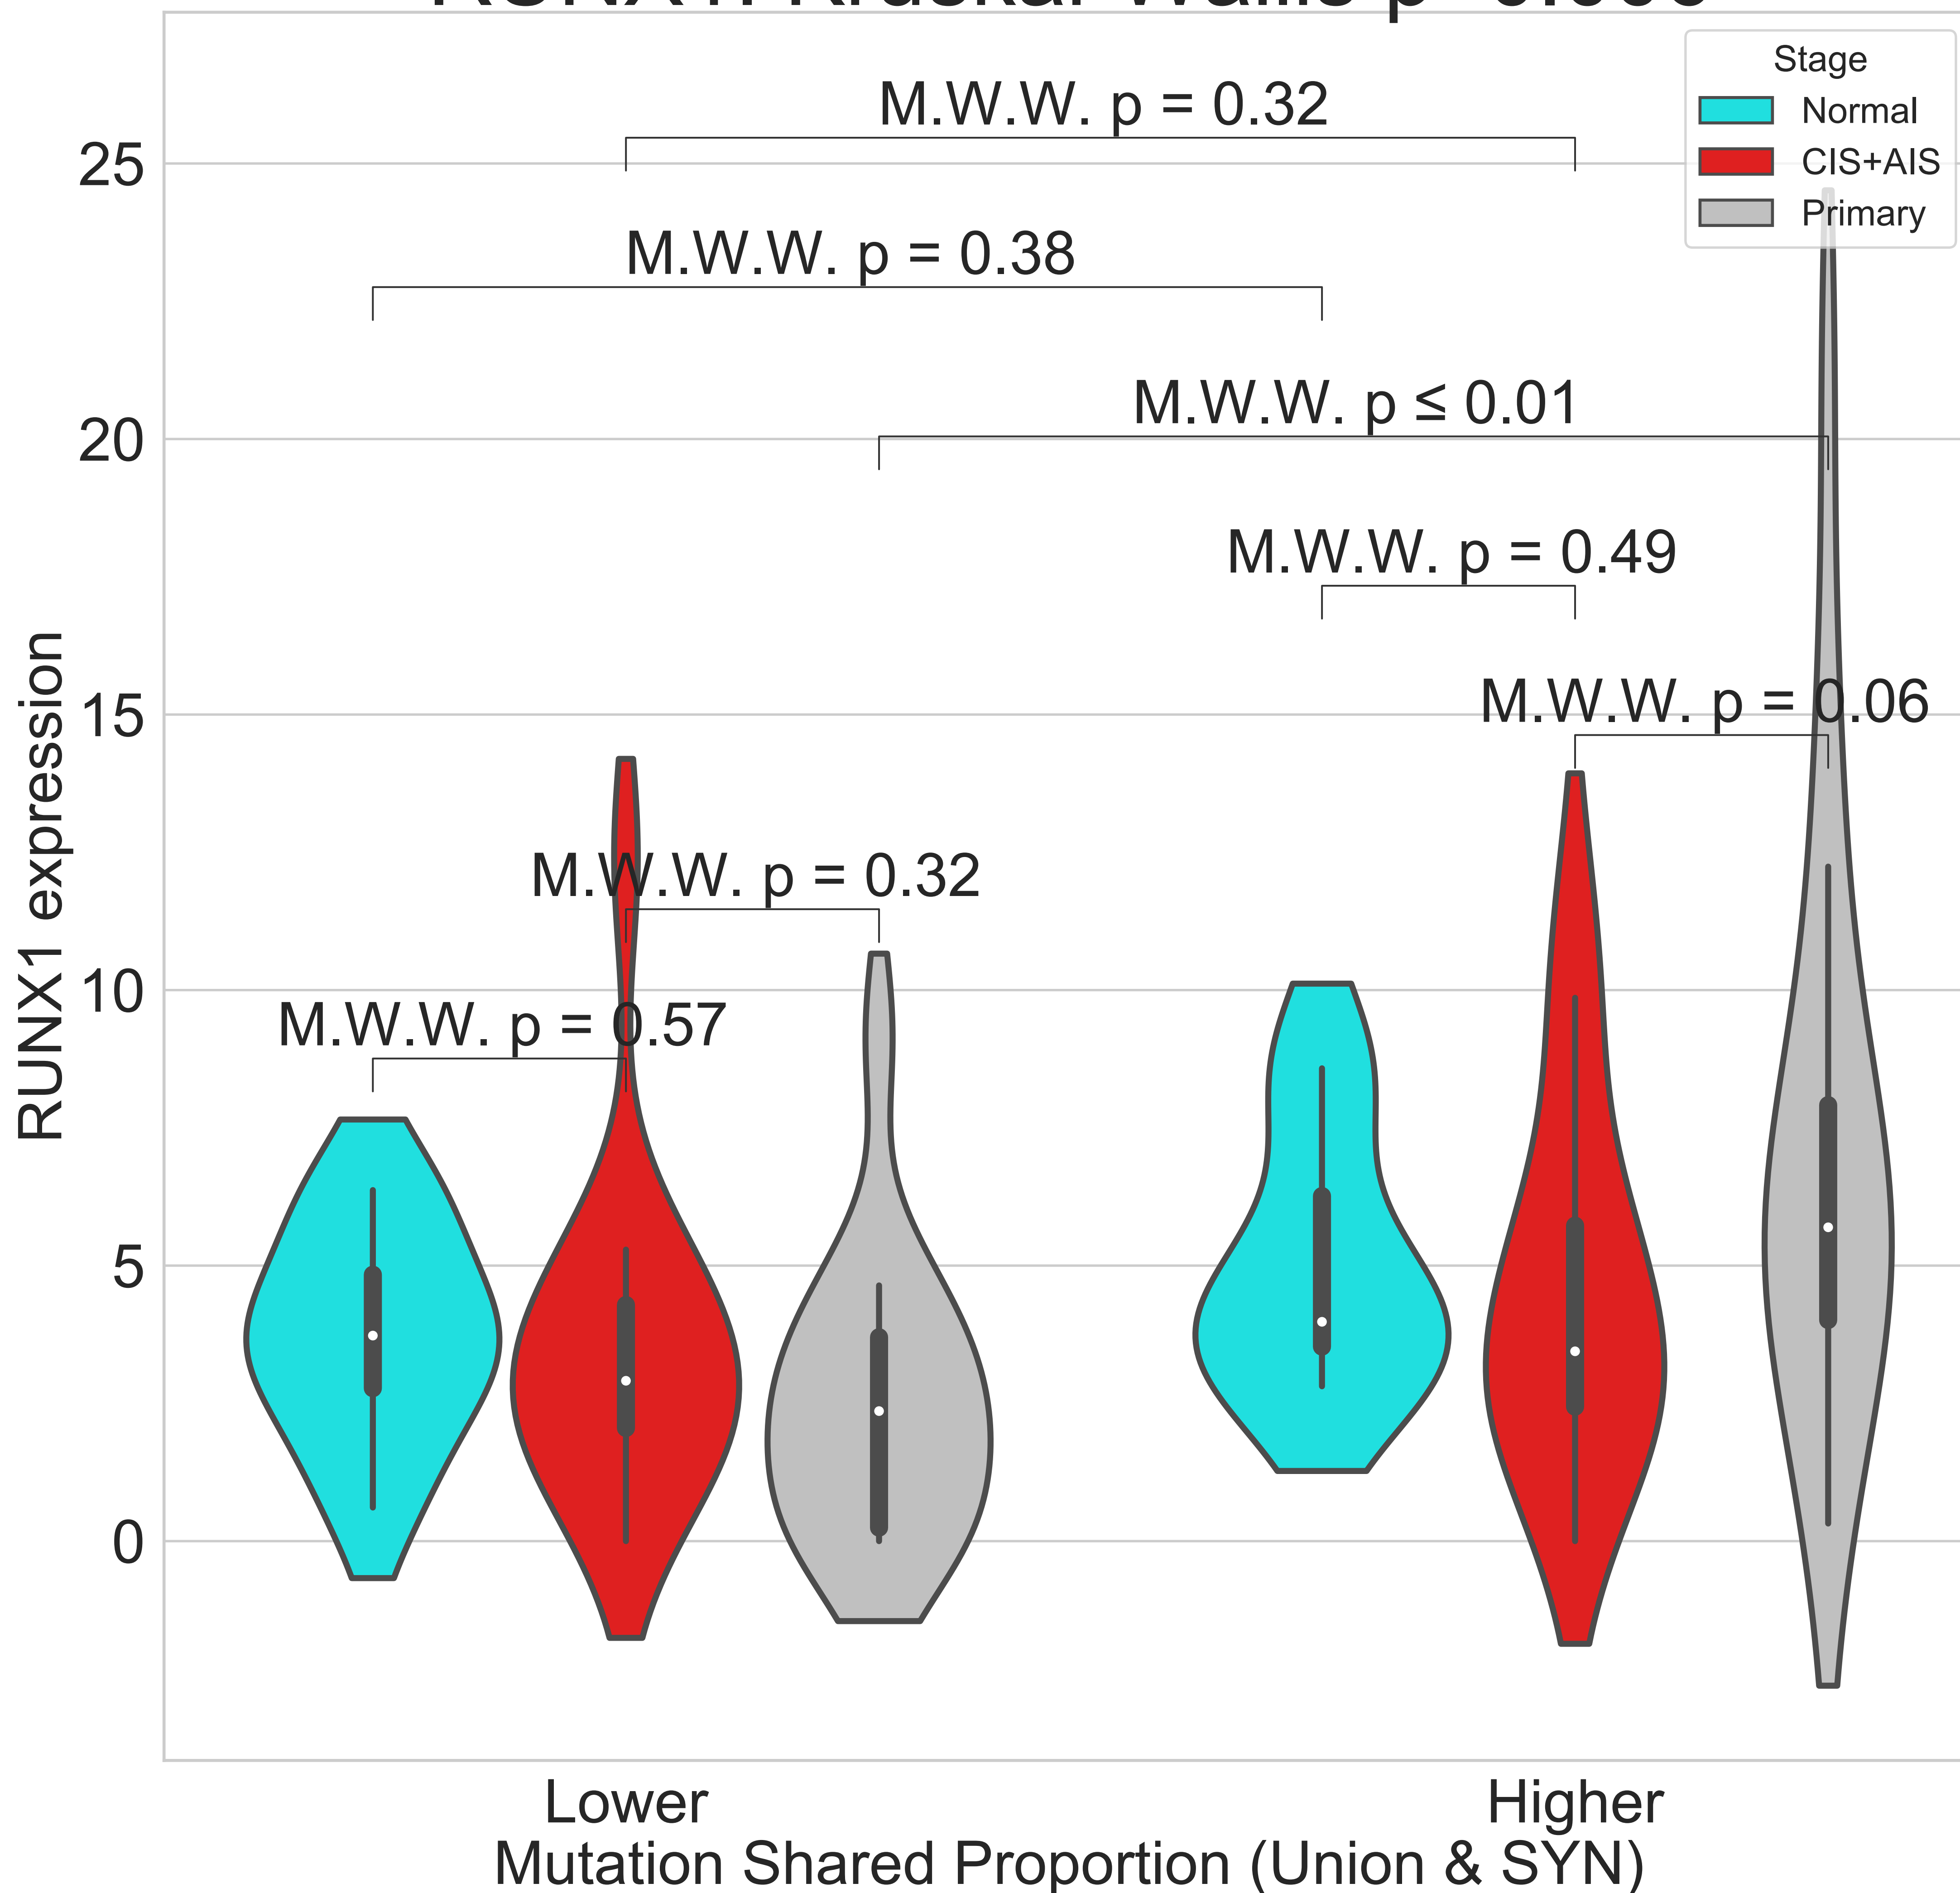 Stage
Normal
CIS+AIS
Primary
M.W.W. p = 0.32
M.W.W. p = 0.38
M.W.W. p ≤ 0.01
M.W.W. p = 0.49
M.W.W. p = 0.06
M.W.W. p = 0.32
M.W.W. p = 0.57
25
20
15
10
5
0
RUNX1 expression
Lower
Higher
Mutation Shared Proportion (Union & SYN)